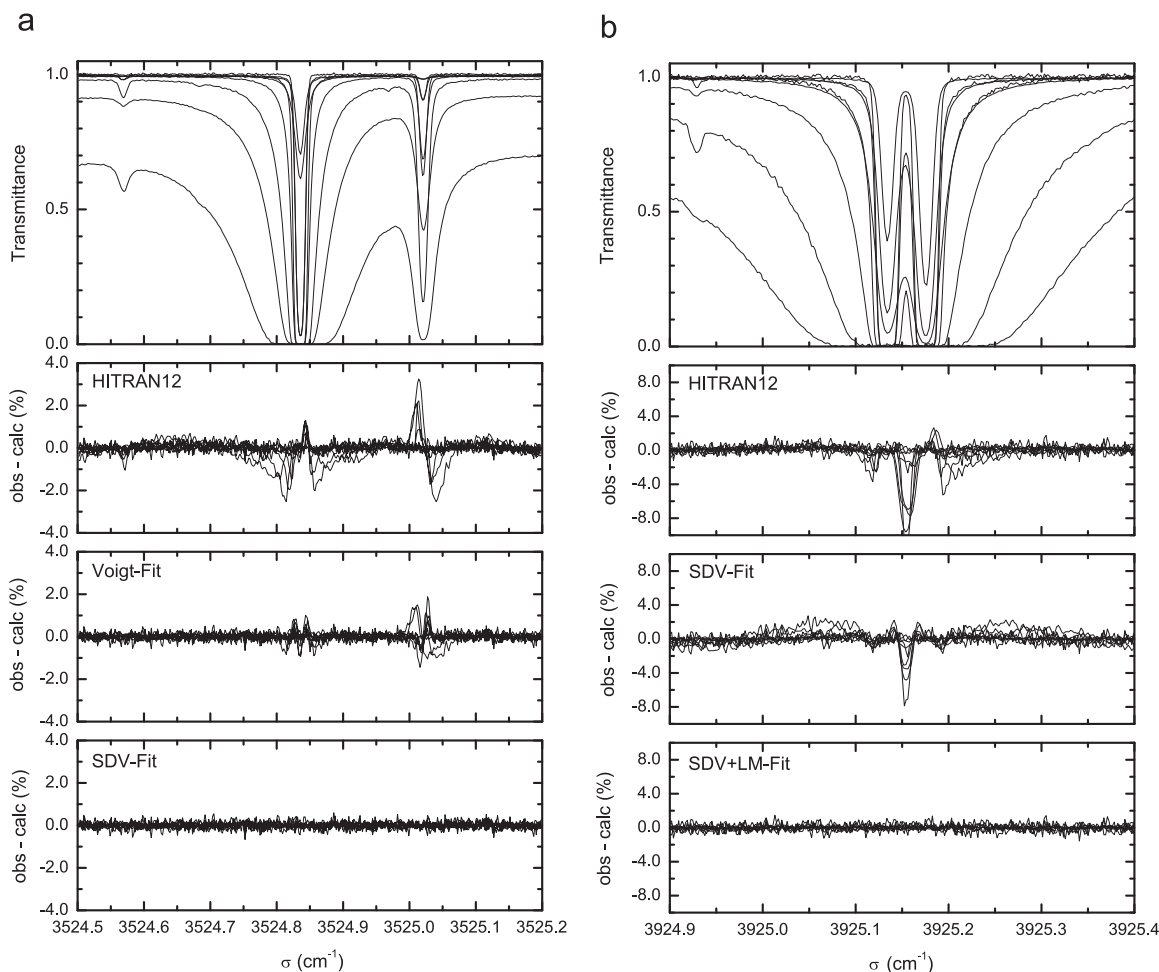 a
1.0
0.5
0.0
Transmittance
HITRAN12
4.0
2.0
0.0
-2.0
-4.0
obs - calc (%)
Voigt-Fit
4.0
2.0
0.0
-2.0
-4.0
obs - calc (%)
SDV-Fit
4.0
2.0
0.0
-2.0
-4.0
obs - calc (%)
3524.5 3524.6 3524.7 3524.8 3524.9 3525.0 3525.1 3525.2
σ (cm⁻¹)
b
1.0
0.5
0.0
Transmittance
HITRAN12
8.0
4.0
0.0
-4.0
-8.0
obs - calc (%)
SDV-Fit
8.0
4.0
0.0
-4.0
-8.0
obs - calc (%)
SDV+LM-Fit
8.0
4.0
0.0
-4.0
-8.0
obs - calc (%)
3924.9 3925.0 3925.1 3925.2 3925.3 3925.4
σ (cm⁻¹)